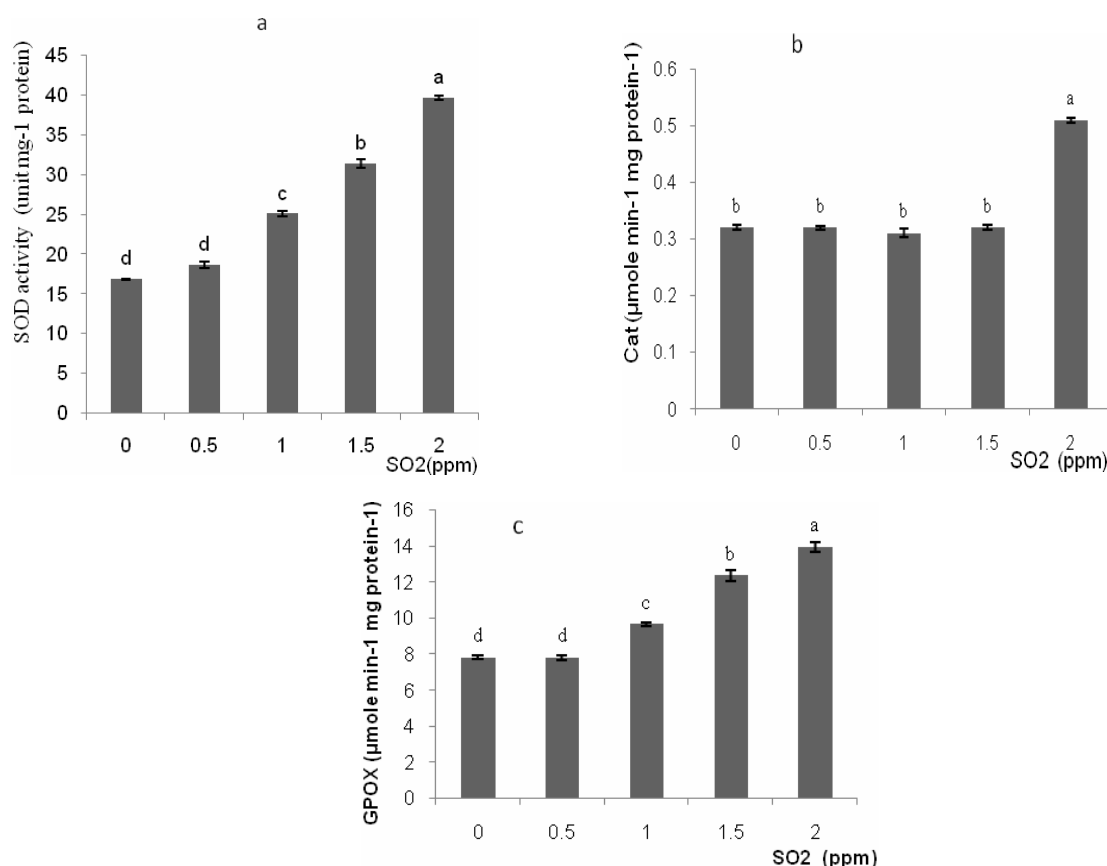 a
SOD activity (unitmg-1 protein)
45
40
35
30
25
20
15
10
5
0
d
d
c
b
a
0 0.5 1 1.5 2
SO2(ppm)
b
Cat (µmole min-1 mg protein-1)
0.6
0.5
0.4
0.3
0.2
0.1
0
b
b
b
b
a
0 0.5 1 1.5 2
SO2 (ppm)
c
GPOX (µmole min-1 mg protein-1)
16
14
12
10
8
6
4
2
0
d
d
c
b
a
0 0.5 1 1.5 2
SO2 (ppm)